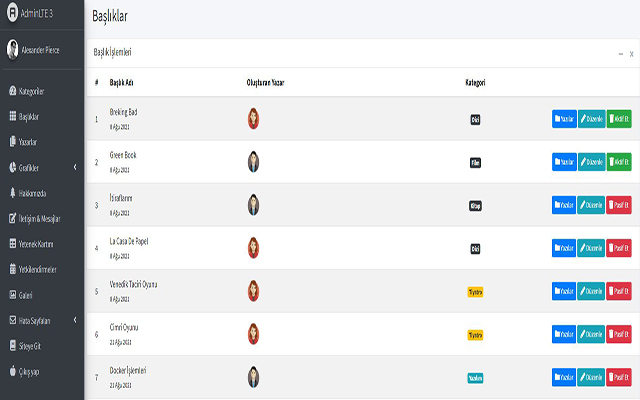 AdminLTE 3
Alexander Pierce
Kategoriler
Başlıklar
Yazarlar
Grafikler
Hakkımızda
İletişim & Mesajlar
Yetenek Kartım
Yetkilendirmeler
Galeri
Hata Sayfaları
Siteye Git
Çıkış yap
Başlıklar
Başlık İşlemleri
# Başlık Adı Oluşturan Yazar Kategori
1 Breking Bad Dizi Yazılar Düzenle Aktif Et
8 Ağu 2021
2 Green Book Film Yazılar Düzenle Aktif Et
8 Ağu 2021
3 İtiraflarım Kitap Yazılar Düzenle Pasif Et
8 Ağu 2021
4 La Casa De Papel Dizi Yazılar Düzenle Pasif Et
8 Ağu 2021
5 Venedik Taciri Oyunu Tiyatro Yazılar Düzenle Pasif Et
8 Ağu 2021
6 Cimri Oyunu Tiyatro Yazılar Düzenle Pasif Et
21 Ağu 2021
7 Docker İşlemleri Yazılım Yazılar Düzenle Pasif Et
21 Ağu 2021